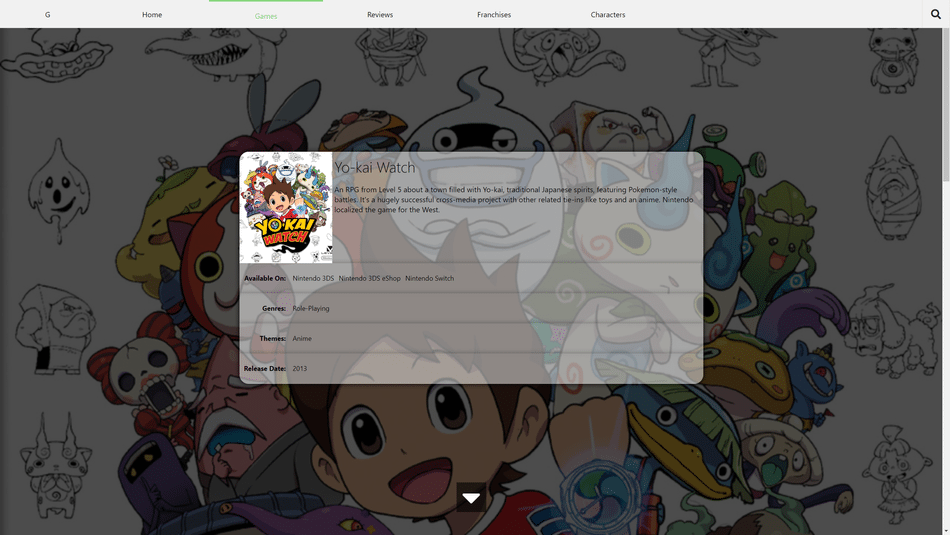 G
Home
Games
Reviews
Franchises
Characters
Yo-kai Watch
An RPG from Level 5 about a town filled with Yo-kai, traditional Japanese spirits, featuring Pokemon-style
battles. It's a hugely successful cross-media project with other related tie-ins like toys and an anime. Nintendo
localized the game for the West.
YO-KAI
WATCH
Available On: Nintendo 3DS Nintendo 3DS eShop Nintendo Switch
Genres: Role-Playing
Themes: Anime
Release Date: 2013